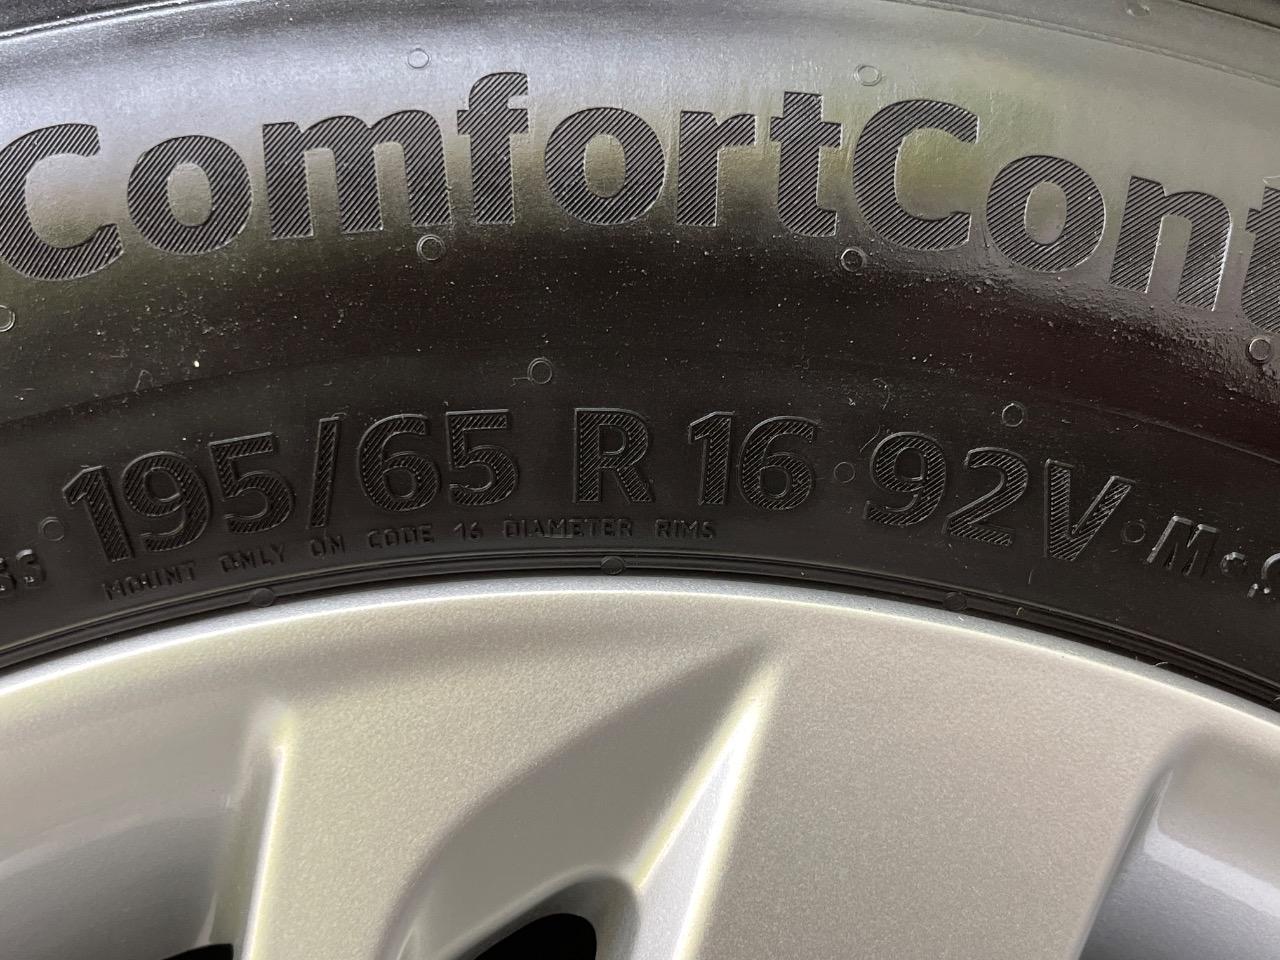 ComfortCont
195/65 R 16 92V M
MOUNT ONLY ON CODE 16 DIAMETER RIMS